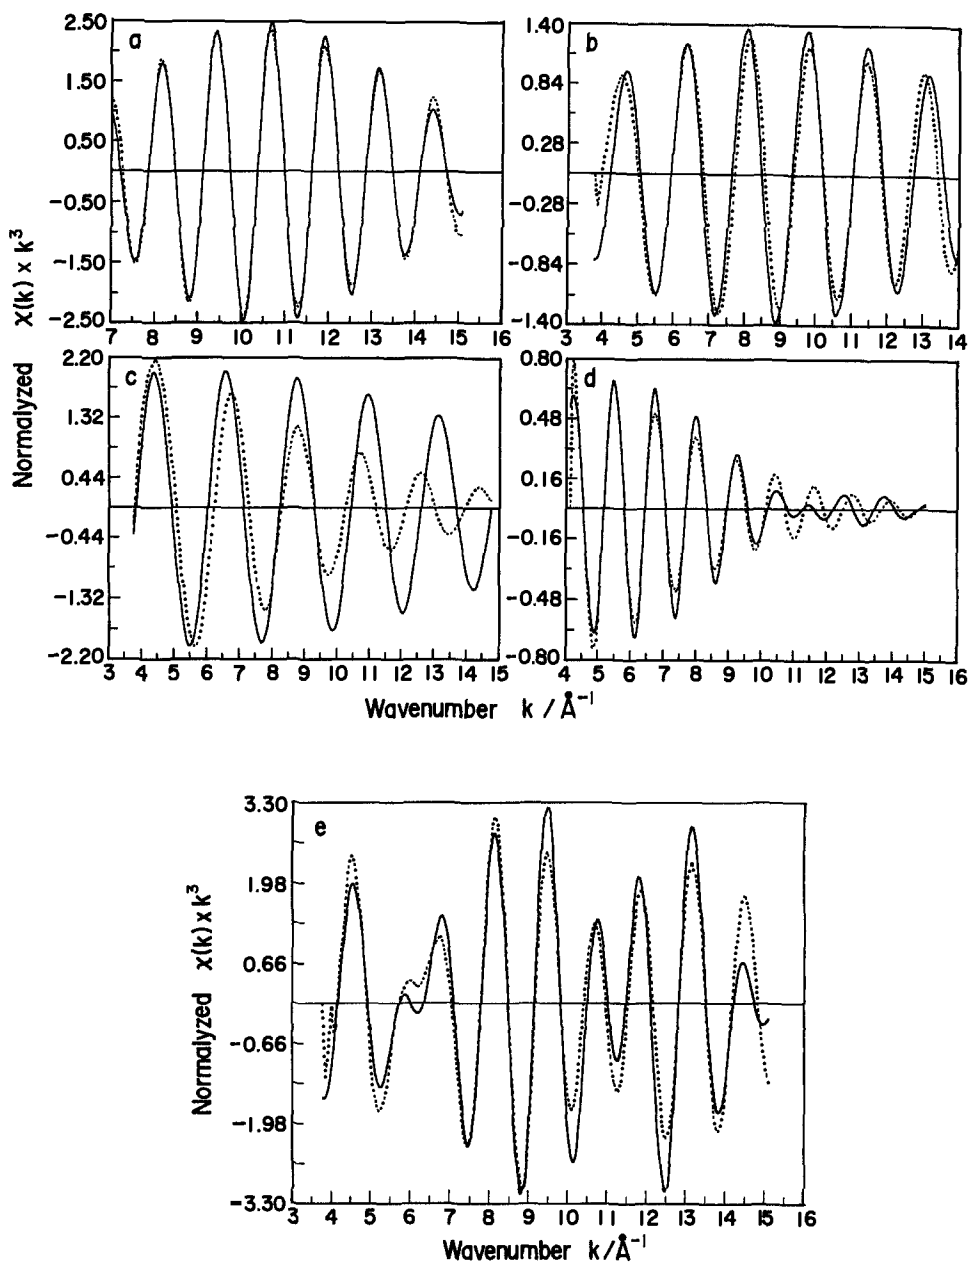 a
2.50
1.50
0.50
-0.50
-1.50
-2.50
7 8 9 10 11 12 13 14 15 16
b
1.40
0.84
0.28
-0.28
-0.84
-1.40
3 4 5 6 7 8 9 10 11 12 13 14
Normalized χ(k) x k³
c
2.20
1.32
0.44
-0.44
-1.32
-2.20
3 4 5 6 7 8 9 10 11 12 13 14 15
d
0.80
0.48
0.16
-0.16
-0.48
-0.80
4 5 6 7 8 9 10 11 12 13 14 15 16
Wavenumber k / Å⁻¹
e
3.30
1.98
0.66
-0.66
-1.98
-3.30
Normalized χ(k) x k³
3 4 5 6 7 8 9 10 11 12 13 14 15 16
Wavenumber k/Å⁻¹